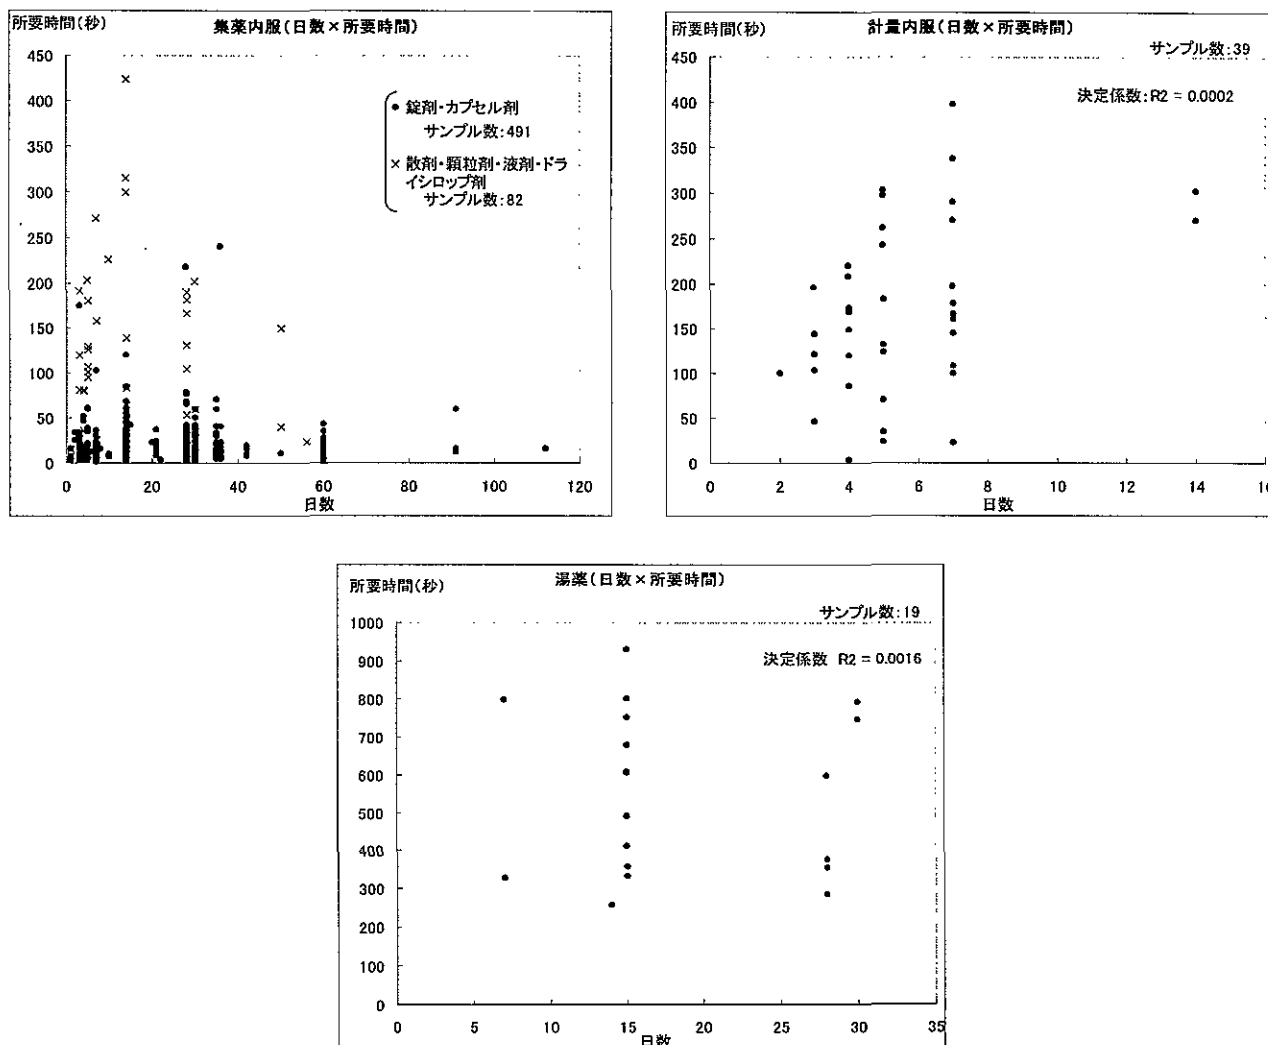 集薬内服(日数×所要時間)
所要時間(秒)
450
400
350
300
250
200
150
100
50
0
● 錠剤・カプセル剤
サンプル数:491
× 散剤・顆粒剤・液剤・ドラ
イシロップ剤
サンプル数:82
0 20 40 60 80 100 120
日数
計量内服(日数×所要時間)
所要時間(秒)
サンプル数:39
決定係数:R2 = 0.0002
450
400
350
300
250
200
150
100
50
0
0 2 4 6 8 10 12 14 16
日数
湯薬(日数×所要時間)
所要時間(秒)
サンプル数:19
決定係数 R2 = 0.0016
1000
900
800
700
600
500
400
300
200
100
0
0 5 10 15 20 25 30 35
日数